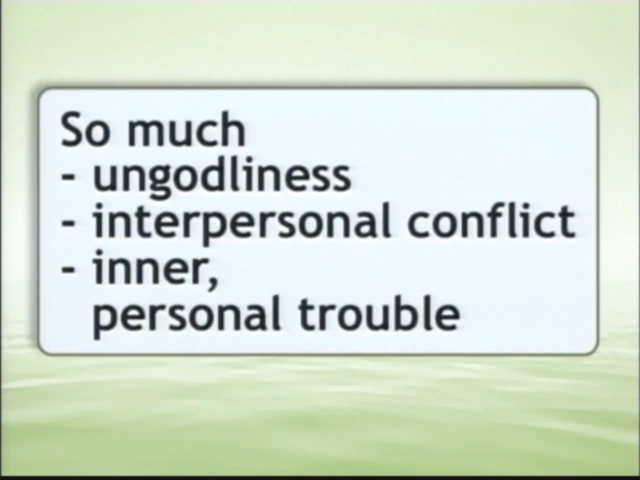 So much
- ungodliness
- interpersonal conflict
- inner,
personal trouble